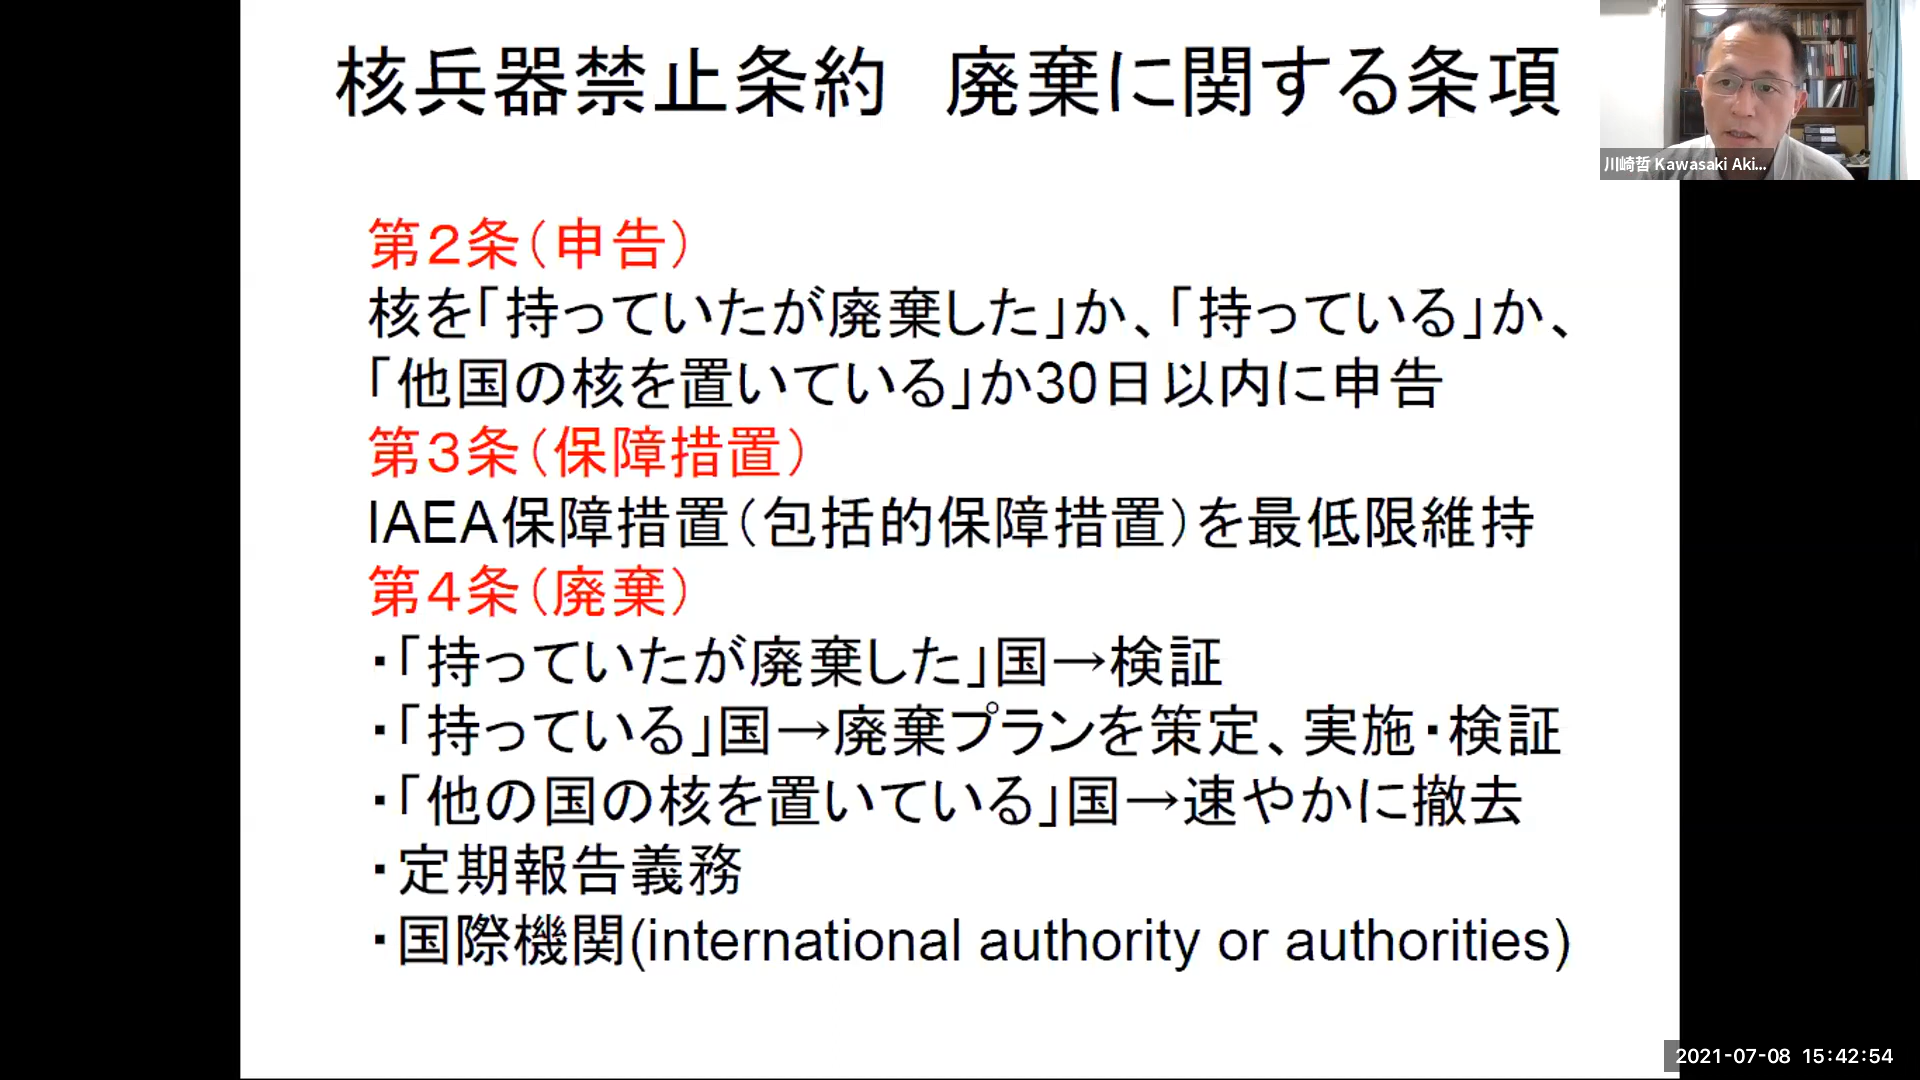 核兵器禁止条約　廃棄に関する条項
川崎哲 Kawasaki Aki...
第２条（申告）
核を「持っていたが廃棄した」か、「持っている」か、
「他国の核を置いている」か30日以内に申告
第３条（保障措置）
IAEA保障措置（包括的保障措置）を最低限維持
第４条（廃棄）
・「持っていたが廃棄した」国→検証
・「持っている」国→廃棄プランを策定、実施・検証
・「他の国の核を置いている」国→速やかに撤去
・定期報告義務
・国際機関(international authority or authorities)
2021-07-08 15:42:54